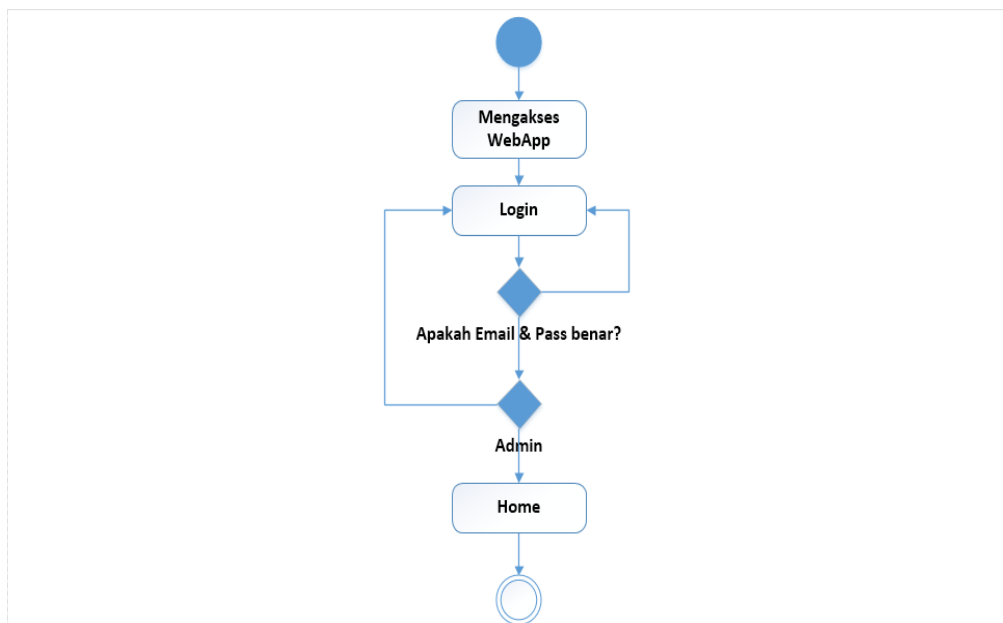 Mengakses
WebApp
Login
Apakah Email & Pass benar?
Admin
Home